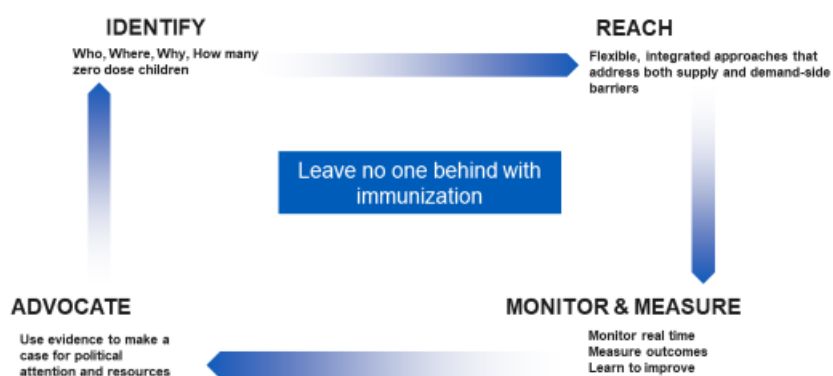 IDENTIFY
Who, Where, Why, How many
zero dose children
REACH
Flexible, integrated approaches that
address both supply and demand-side
barriers
Leave no one behind with
immunization
ADVOCATE
Use evidence to make a
case for political
attention and resources
MONITOR & MEASURE
Monitor real time
Measure outcomes
Learn to improve